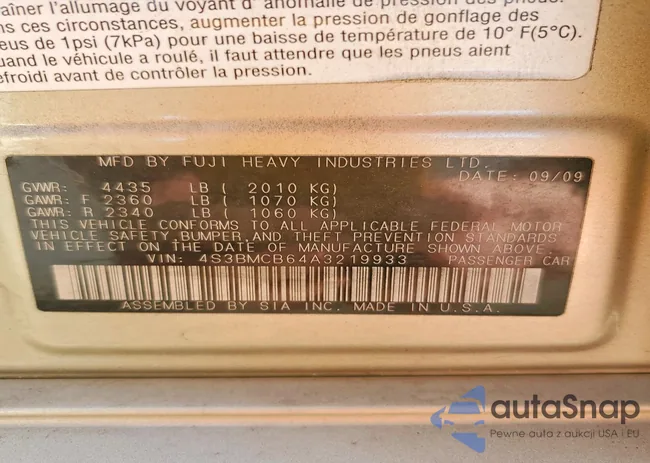 aîner l'allumage du voyant d'anomalie de pression des pneus.
ns ces circonstances, augmenter la pression de gonflage des
eus de 1psi (7kPa) pour une baisse de température de 10° F(5°C).
uand le véhicule a roulé, il faut attendre que les pneus aient
efroidi avant de contrôler la pression.
MFD BY FUJI HEAVY INDUSTRIES LTD.
DATE: 09/09
GVWR: 4435 LB ( 2010 KG)
GAWR: F 2360 LB ( 1070 KG)
GAWR: R 2340 LB ( 1060 KG)
THIS VEHICLE CONFORMS TO ALL APPLICABLE FEDERAL MOTOR
VEHICLE SAFETY, BUMPER, AND THEFT PREVENTION STANDARDS
IN EFFECT ON THE DATE OF MANUFACTURE SHOWN ABOVE.
VIN: 4S3BMCB64A3219933 PASSENGER CAR
ASSEMBLED BY SIA INC. MADE IN U.S.A.
autaSnap
Pewne auta z aukcji USA i EU